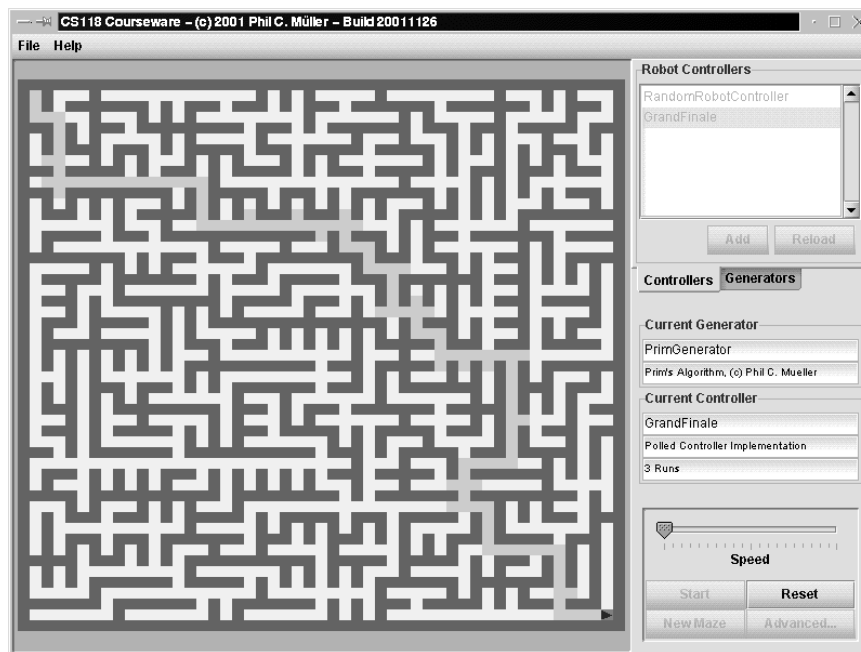 CS118 Courseware – (c) 2001 Phil C. Müller – Build 20011126
File Help
Robot Controllers
RandomRobotController
GrandFinale
Add Reload
Controllers Generators
Current Generator
PrimGenerator
Prim's Algorithm, (c) Phil C. Mueller
Current Controller
GrandFinale
Polled Controller Implementation
3 Runs
Speed
Start Reset
New Maze Advanced...